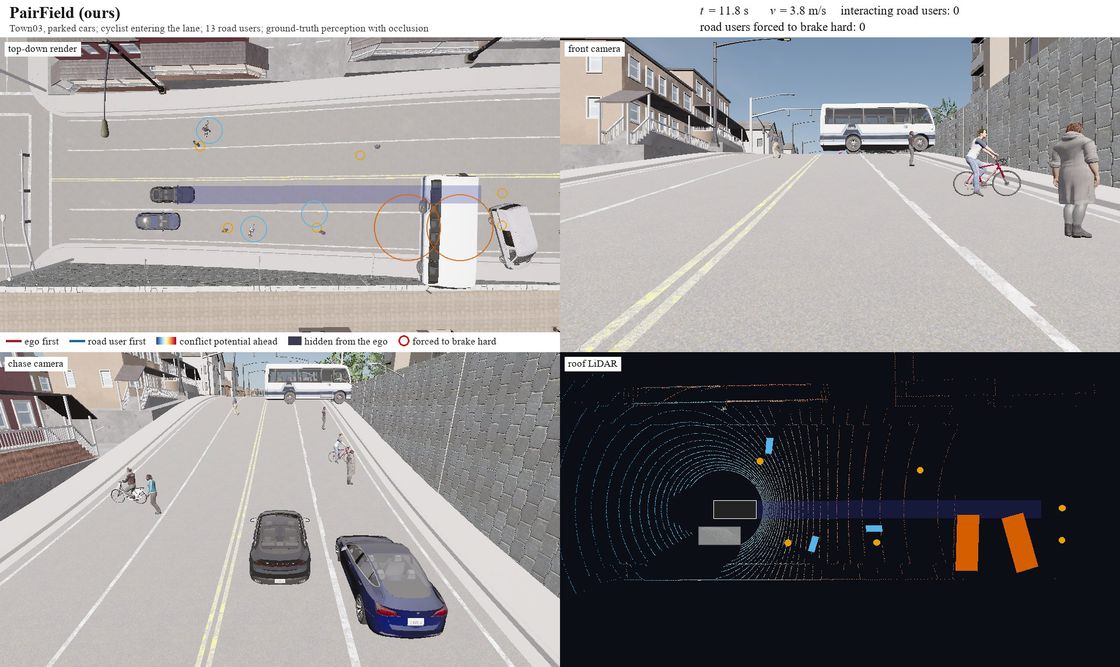 PairField (ours)
Town03, parked cars; cyclist entering the lane; 13 road users; ground-truth perception with occlusion
t = 11.8 s v = 3.8 m/s interacting road users: 0
road users forced to brake hard: 0
top-down render
front camera
ego first road user first conflict potential ahead hidden from the ego forced to brake hard
chase camera
roof LiDAR